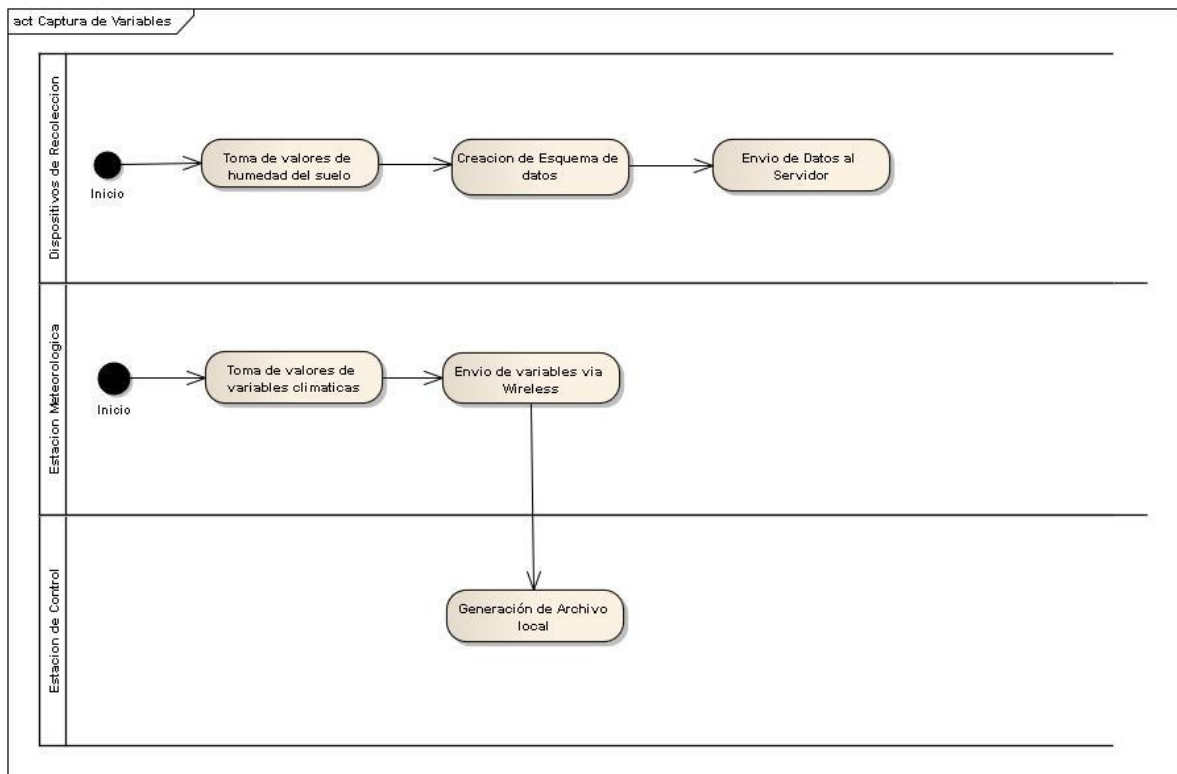 act Captura de Variables
Dispositivos de Recoleccion
Inicio
Toma de valores de
humedad del suelo
Creacion de Esquema de
datos
Envio de Datos al
Servidor
Estacion Meteorologica
Inicio
Toma de valores de
variables climaticas
Envio de variables via
Wireless
Estacion de Control
Generación de Archivo
local